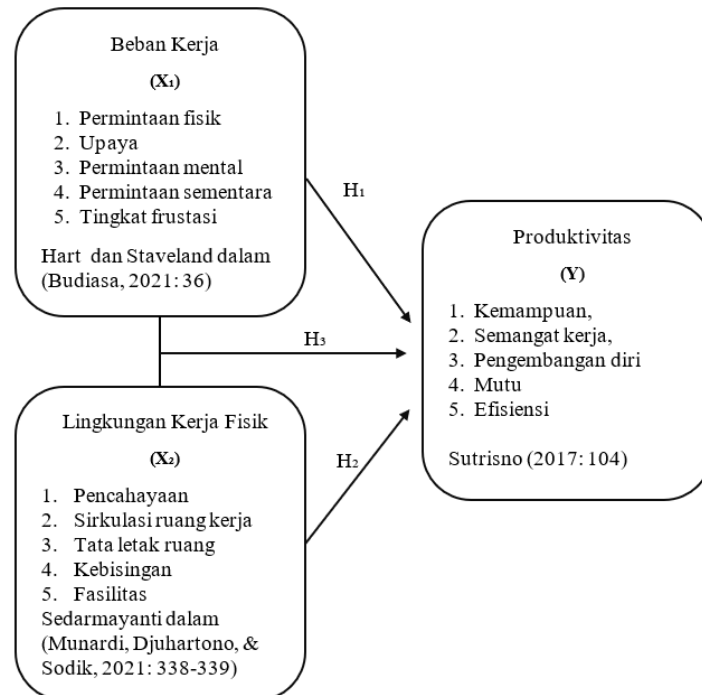 Beban Kerja
(X₁)
1. Permintaan fisik
2. Upaya
3. Permintaan mental
4. Permintaan sementara
5. Tingkat frustasi
Hart dan Staveland dalam
(Budiasa, 2021: 36)
H₁
H₃
H₂
Lingkungan Kerja Fisik
(X₂)
1. Pencahayaan
2. Sirkulasi ruang kerja
3. Tata letak ruang
4. Kebisingan
5. Fasilitas
Sedarmayanti dalam
(Munardi, Djuhartono, &
Sodik, 2021: 338-339)
Produktivitas
(Y)
1. Kemampuan,
2. Semangat kerja,
3. Pengembangan diri
4. Mutu
5. Efisiensi
Sutrisno (2017: 104)